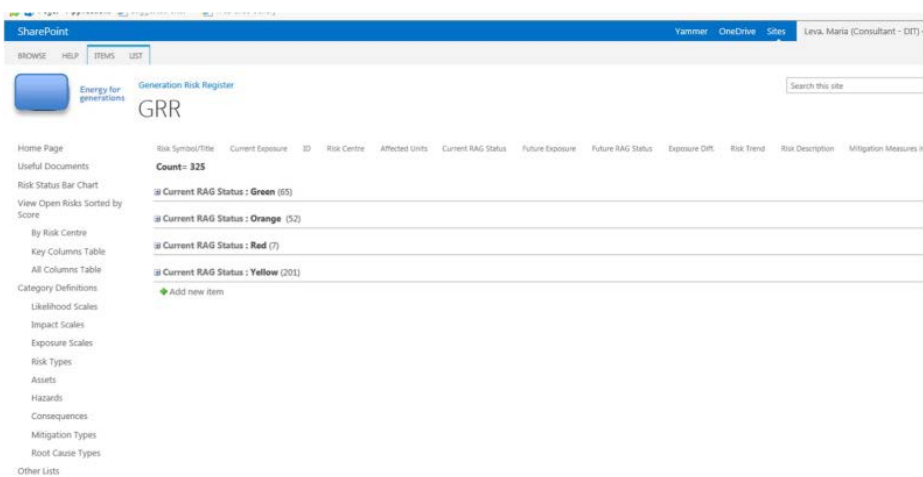 SharePoint
Yammer OneDrive Sites Leva. Maria (Consultant - DIT)
BROWSE HELP ITEMS LIST
Energy for
generations
Generation Risk Register
GRR
Search this site
Home Page
Useful Documents
Risk Status Bar Chart
View Open Risks Sorted by
Score
By Risk Centre
Key Columns Table
All Columns Table
Category Definitions
Likelihood Scales
Impact Scales
Exposure Scales
Risk Types
Assets
Hazards
Consequences
Mitigation Types
Root Cause Types
Other Lists
Risk Symbol/Title Current Exposure ID Risk Centre Affected Units Current RAG Status Future Exposure Future RAG Status Exposure Diff. Risk Trend Risk Description Mitigation Measures i
Count= 325
Current RAG Status : Green (65)
Current RAG Status : Orange (52)
Current RAG Status : Red (7)
Current RAG Status : Yellow (201)
Add new item